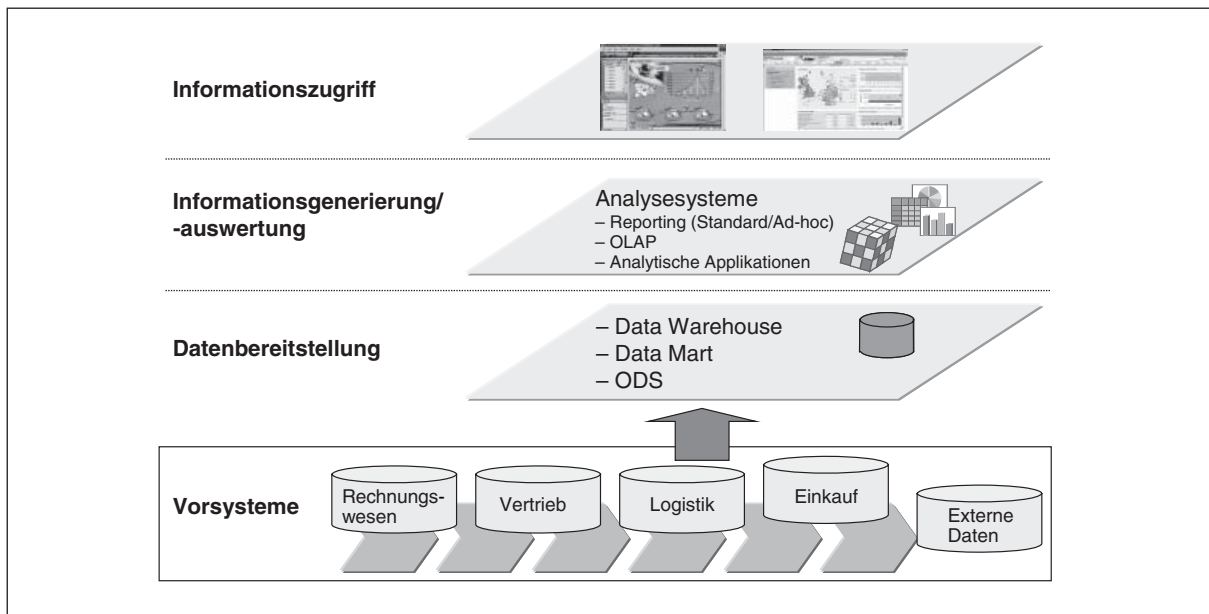 Informationszugriff
Informationsgenerierung/
-auswertung
Analysesysteme
– Reporting (Standard/Ad-hoc)
– OLAP
– Analytische Applikationen
Datenbereitstellung
– Data Warehouse
– Data Mart
– ODS
Vorsysteme
Rechnungs-
wesen
Vertrieb
Logistik
Einkauf
Externe
Daten